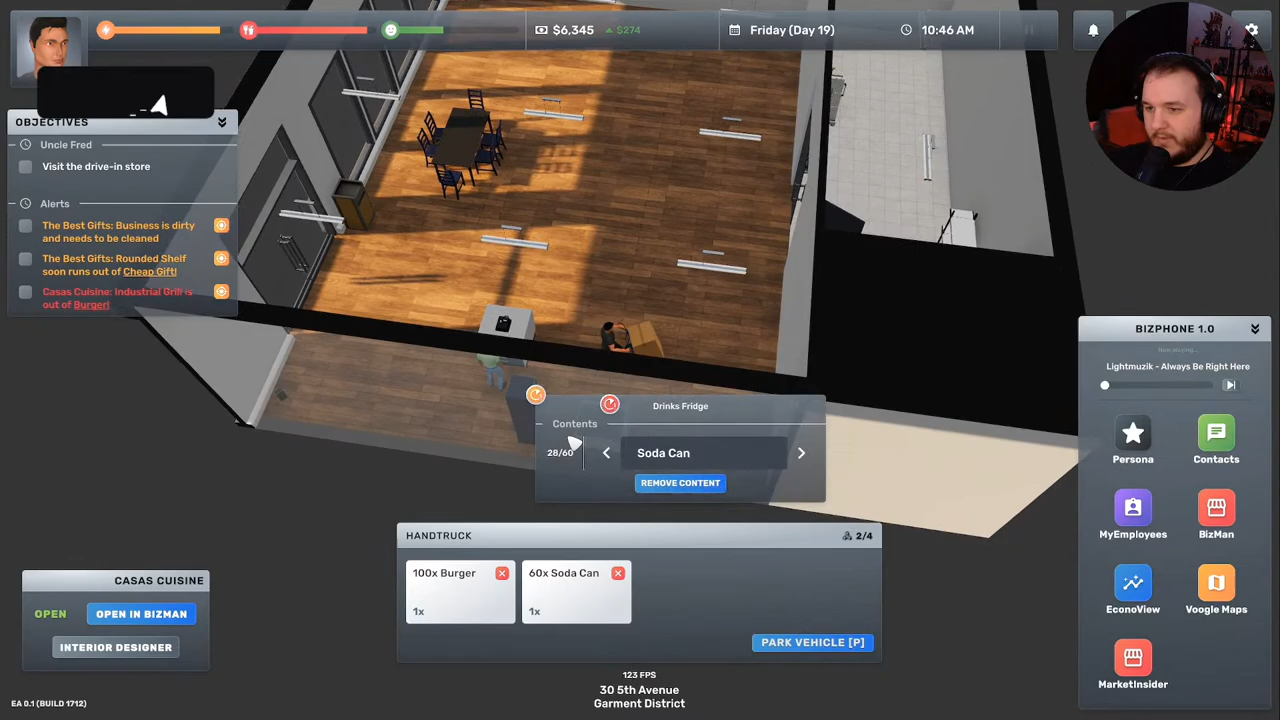 $6,345 $274
Friday (Day 19)
10:46 AM
OBJECTIVES
Uncle Fred
Visit the drive-in store
Alerts
The Best Gifts: Business is dirty
and needs to be cleaned
The Best Gifts: Rounded Shelf
soon runs out of Cheap Gift!
Casas Cuisine: Industrial Grill is
out of Burger!
Drinks Fridge
Contents
28/60
Soda Can
REMOVE CONTENT
HANDTRUCK
2/4
100x Burger
1x
60x Soda Can
1x
PARK VEHICLE [P]
CASAS CUISINE
OPEN
OPEN IN BIZMAN
INTERIOR DESIGNER
BIZPHONE 1.0
Now playing...
Lightmuzik - Always Be Right Here
Persona
Contacts
MyEmployees
BizMan
EconoView
Voogle Maps
MarketInsider
123 FPS
30 5th Avenue
Garment District
EA 0.1 (BUILD 1712)